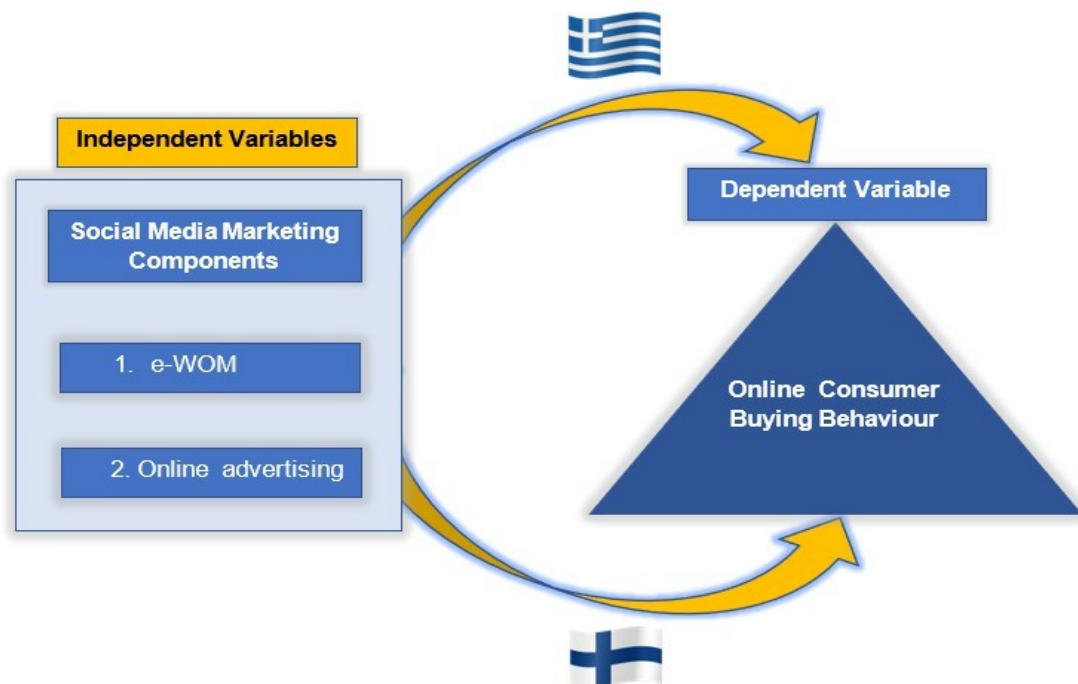 Independent Variables
Social Media Marketing
Components
1. e-WOM
2. Online advertising
Dependent Variable
Online Consumer
Buying Behaviour